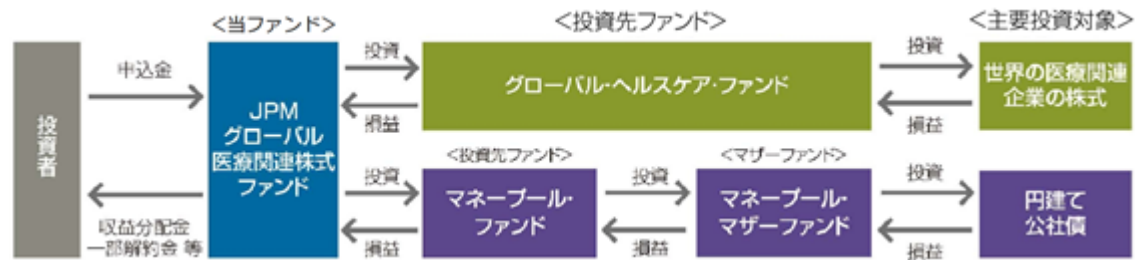 <当ファンド>
<投資先ファンド>
<主要投資対象>
投資者
申込金
収益分配金
一部解約金 等
JPM
グローバル
医療関連株式
ファンド
投資
損益
グローバル・ヘルスケア・ファンド
投資
損益
世界の医療関連
企業の株式
<投資先ファンド>
<マザーファンド>
投資
損益
マネープール・
ファンド
投資
損益
マネープール・
マザーファンド
投資
損益
円建て
公社債